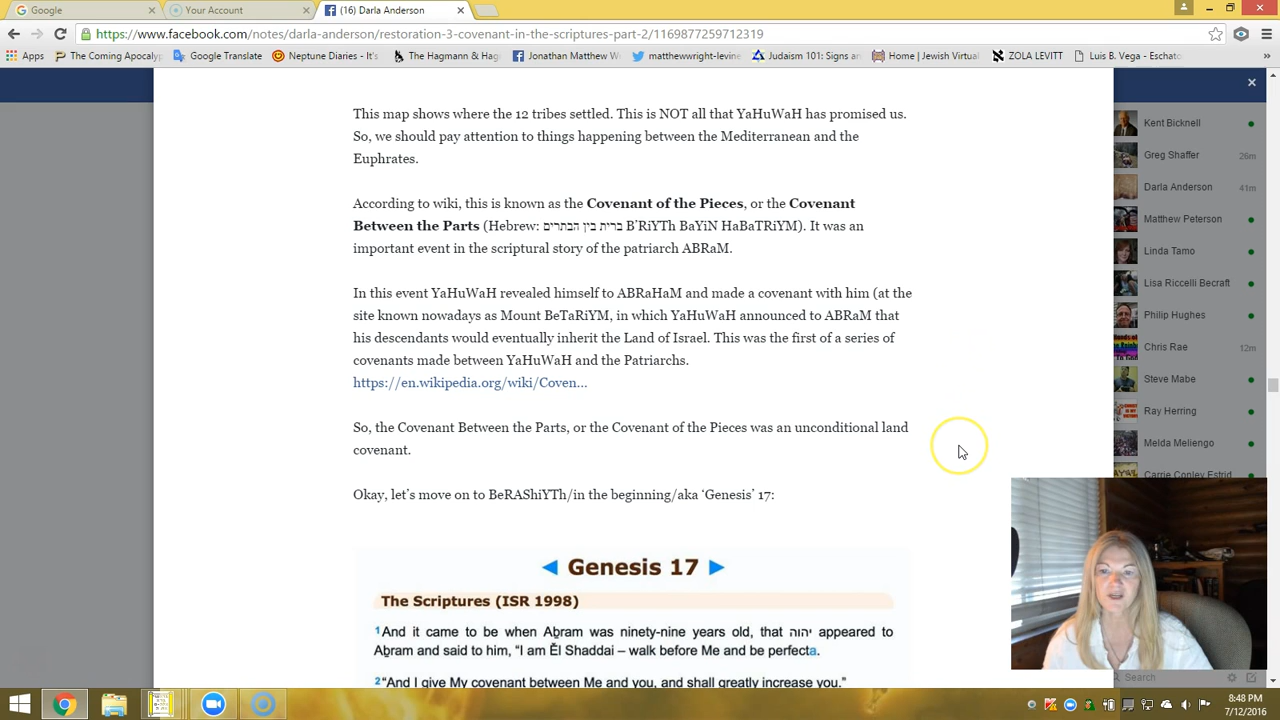 Google
Your Account
(16) Darla Anderson
https://www.facebook.com/notes/darla-anderson/restoration-3-covenant-in-the-scriptures-part-2/1169877259712319
Apps
The Coming Apocalyp
Google Translate
Neptune Diaries - It's
The Hagmann & Hag
Jonathan Matthew W
matthewwright-levine
Judaism 101: Signs an
Home | Jewish Virtual
ZOLA LEVITT
Luis B. Vega - Eschato
This map shows where the 12 tribes settled. This is NOT all that YaHuWaH has promised us.
So, we should pay attention to things happening between the Mediterranean and the
Euphrates.
According to wiki, this is known as the Covenant of the Pieces, or the Covenant
Between the Parts (Hebrew: ברית בין הבתרים B'RiYTh BaYiN HaBaTRiYM). It was an
important event in the scriptural story of the patriarch ABRaM.
In this event YaHuWaH revealed himself to ABRaHaM and made a covenant with him (at the
site known nowadays as Mount BeTaRiYM, in which YaHuWaH announced to ABRaM that
his descendants would eventually inherit the Land of Israel. This was the first of a series of
covenants made between YaHuWaH and the Patriarchs.
https://en.wikipedia.org/wiki/Coven...
So, the Covenant Between the Parts, or the Covenant of the Pieces was an unconditional land
covenant.
Okay, let's move on to BeRAShiYTh/in the beginning/aka 'Genesis' 17:
Genesis 17
The Scriptures (ISR 1998)
1And it came to be when Aḇram was ninety-nine years old, that יהוה appeared to
Aḇram and said to him, “I am Ěl Shaddai – walk before Me and be perfecta.
2“And I give My covenant between Me and you, and shall greatly increase you.”
Kent Bicknell
Greg Shaffer 26m
Darla Anderson 41m
Matthew Peterson
Linda Tamo
Lisa Riccelli Becraft
Philip Hughes
Chris Rae 12m
Steve Mabe
Ray Herring
Melda Meliengo
Carrie Conley Estrid
Search
8:48 PM
7/12/2016